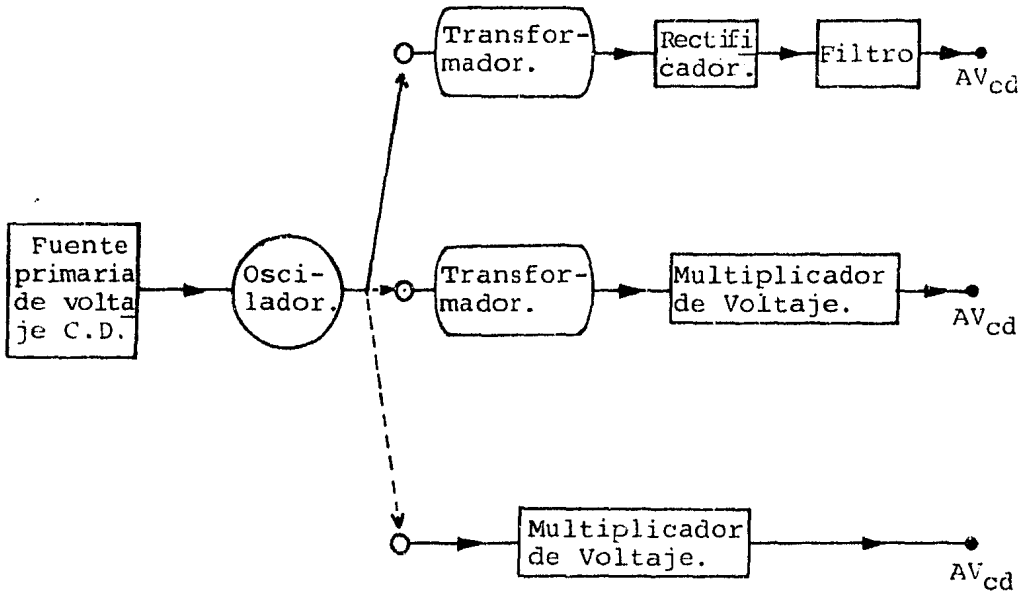 Transfor-
mador.
Rectifi
cador.
Filtro
AVcd
Fuente
primaria
de volta
je C.D.
Osci-
lador.
Transfor-
mador.
Multiplicador
de Voltaje.
AVcd
Multiplicador
de Voltaje.
AVcd